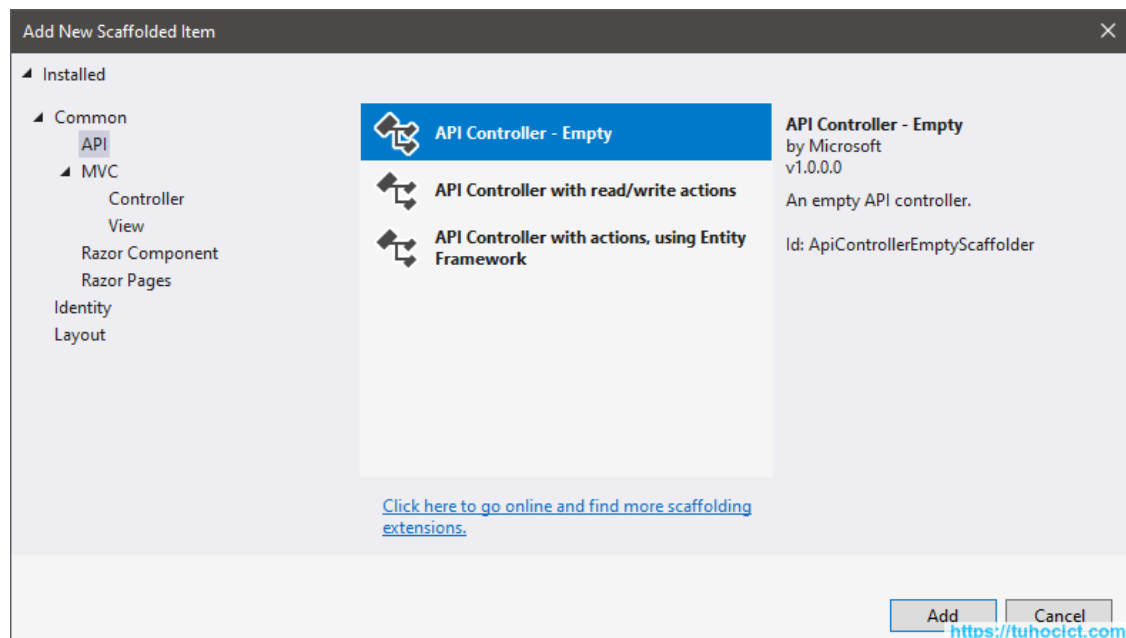 Add New Scaffolded Item
Installed
Common
API
MVC
Controller
View
Razor Component
Razor Pages
Identity
Layout
API Controller - Empty
API Controller with read/write actions
API Controller with actions, using Entity
Framework
Click here to go online and find more scaffolding
extensions.
API Controller - Empty
by Microsoft
v1.0.0.0
An empty API controller.
Id: ApiControllerEmptyScaffolder
Add
Cancel
https://tuhocict.com